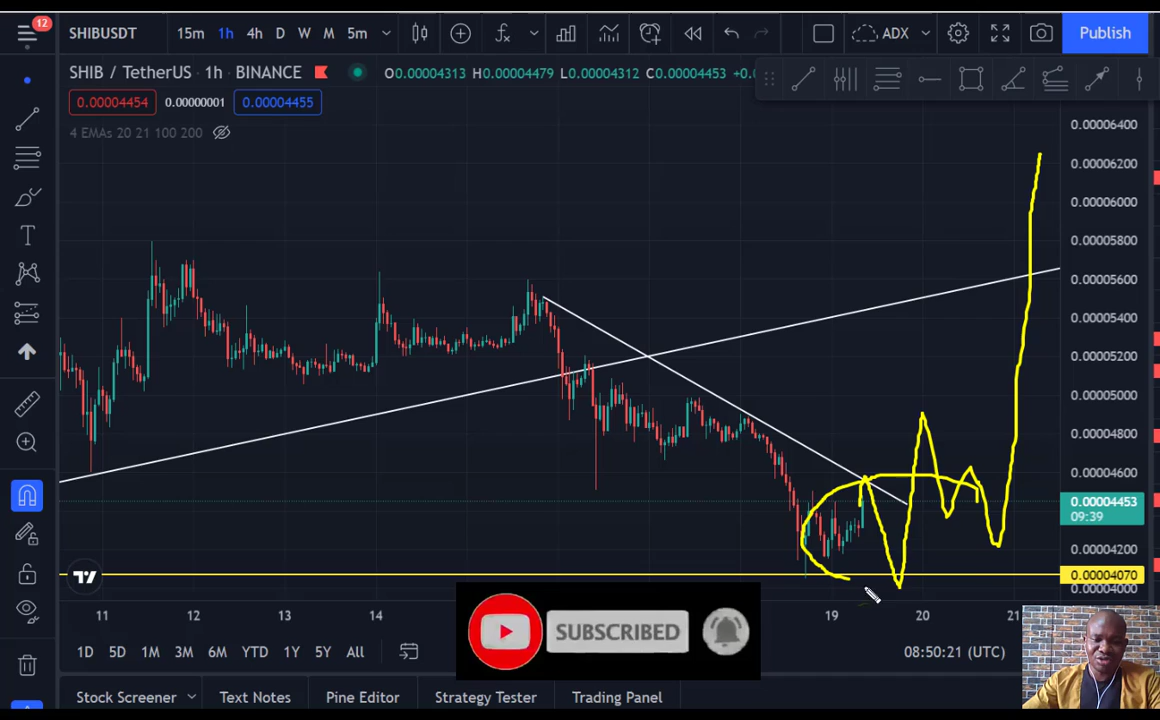 12
SHIBUSDT 15m 1h 4h D W M 5m ADX Publish
SHIB / TetherUS · 1h · BINANCE O0.00004313 H0.00004479 L0.00004312 C0.00004453 +0.0
0.00004454 0.00000001 0.00004455
4 EMAs 20 21 100 200
0.00006400
0.00006200
0.00006000
0.00005800
0.00005600
0.00005400
0.00005200
0.00005000
0.00004800
0.00004600
0.00004453
09:39
0.00004200
0.00004070
0.00004000
SUBSCRIBED
11 12 13 14 19 20 21
1D 5D 1M 3M 6M YTD 1Y 5Y All 08:50:21 (UTC)
Stock Screener Text Notes Pine Editor Strategy Tester Trading Panel